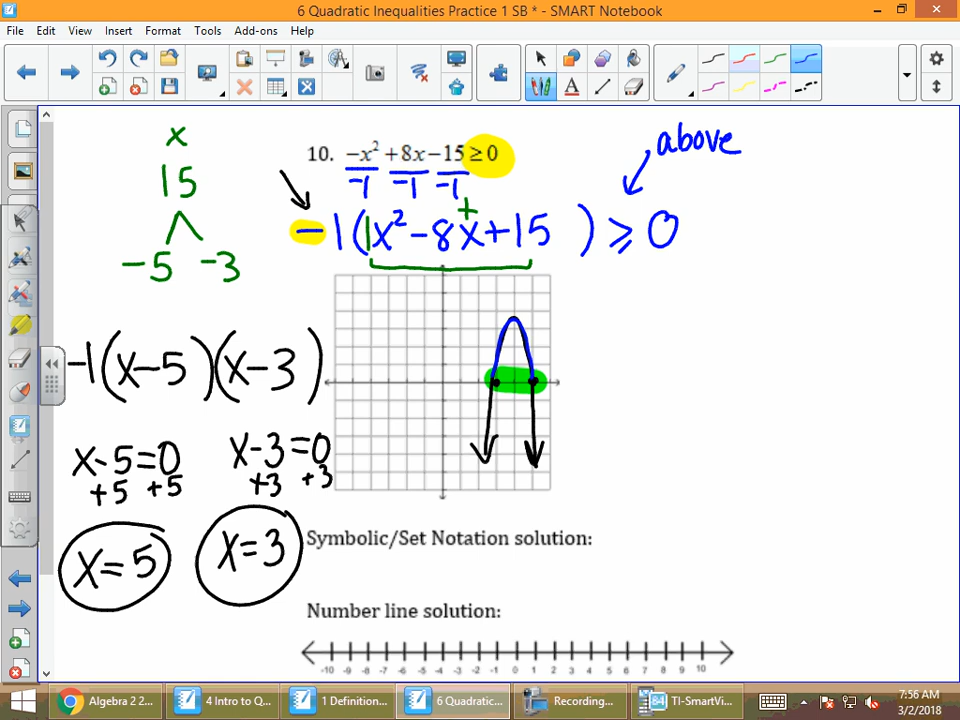 6 Quadratic Inequalities Practice 1 SB * - SMART Notebook
File Edit View Insert Format Tools Add-ons Help
x
15
-5 -3
10. -x² + 8x - 15 ≥ 0
-1 -1 -1
above
+
-1(1x² - 8x + 15 ) ≥ 0
-1(x-5)(x-3)
x-5=0 x-3=0
+5 +5 +3 +3
x=5 x=3
Symbolic/Set Notation solution:
Number line solution:
-10 -9 -8 -7 -6 -5 -4 -3 -2 -1 0 1 2 3 4 5 6 7 8 9 10
Algebra 2 2... 4 Intro to Q... 1 Definition... 6 Quadratic... Recording... TI-SmartVi...
7:56 AM
3/2/2018